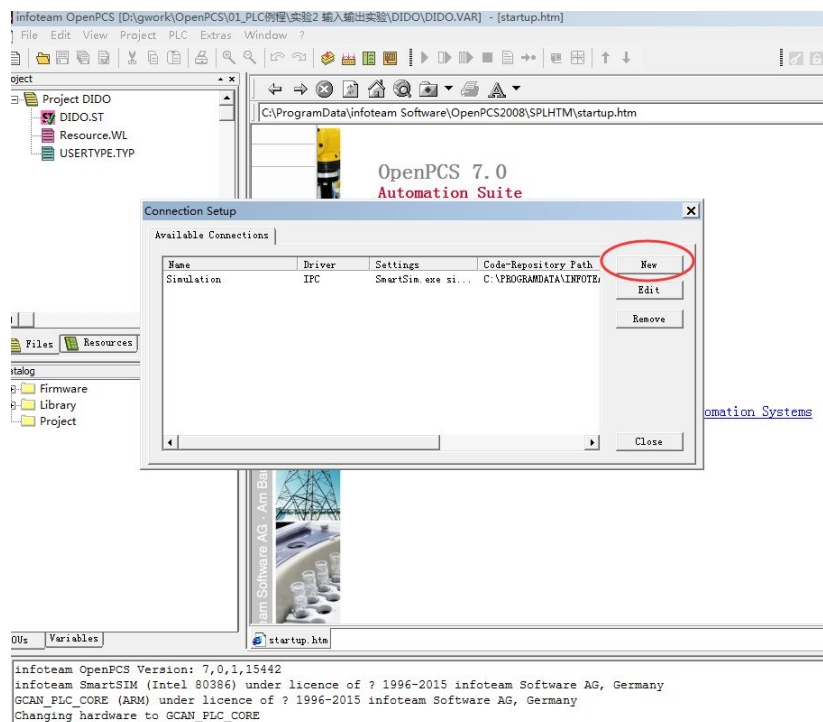 infoteam OpenPCS [D:\gwork\OpenPCS\01_PLC例程\实验2 输入输出实验\DIDO\DIDO.VAR] - [startup.htm]
File Edit View Project PLC Extras Window ?
oject
Project DIDO
DIDO.ST
Resource.WL
USERTYPE.TYP
C:\ProgramData\infoteam Software\OpenPCS2008\SPLHTM\startup.htm
OpenPCS 7.0
Automation Suite
Connection Setup
Available Connections
Name Driver Settings Code-Repository Path
Simulation IPC SmartSim.exe si... C:\PROGRAMDATA\INFOTE
New
Edit
Remove
Close
Files Resources
atalog
Firmware
Library
Project
omation Systems
am Software AG · Am Ba
OUs Variables
startup.htm
infoteam OpenPCS Version: 7,0,1,15442
infoteam SmartSIM (Intel 80386) under licence of ? 1996-2015 infoteam Software AG, Germany
GCAN_PLC_CORE (ARM) under licence of ? 1996-2015 infoteam Software AG, Germany
Changing hardware to GCAN_PLC_CORE